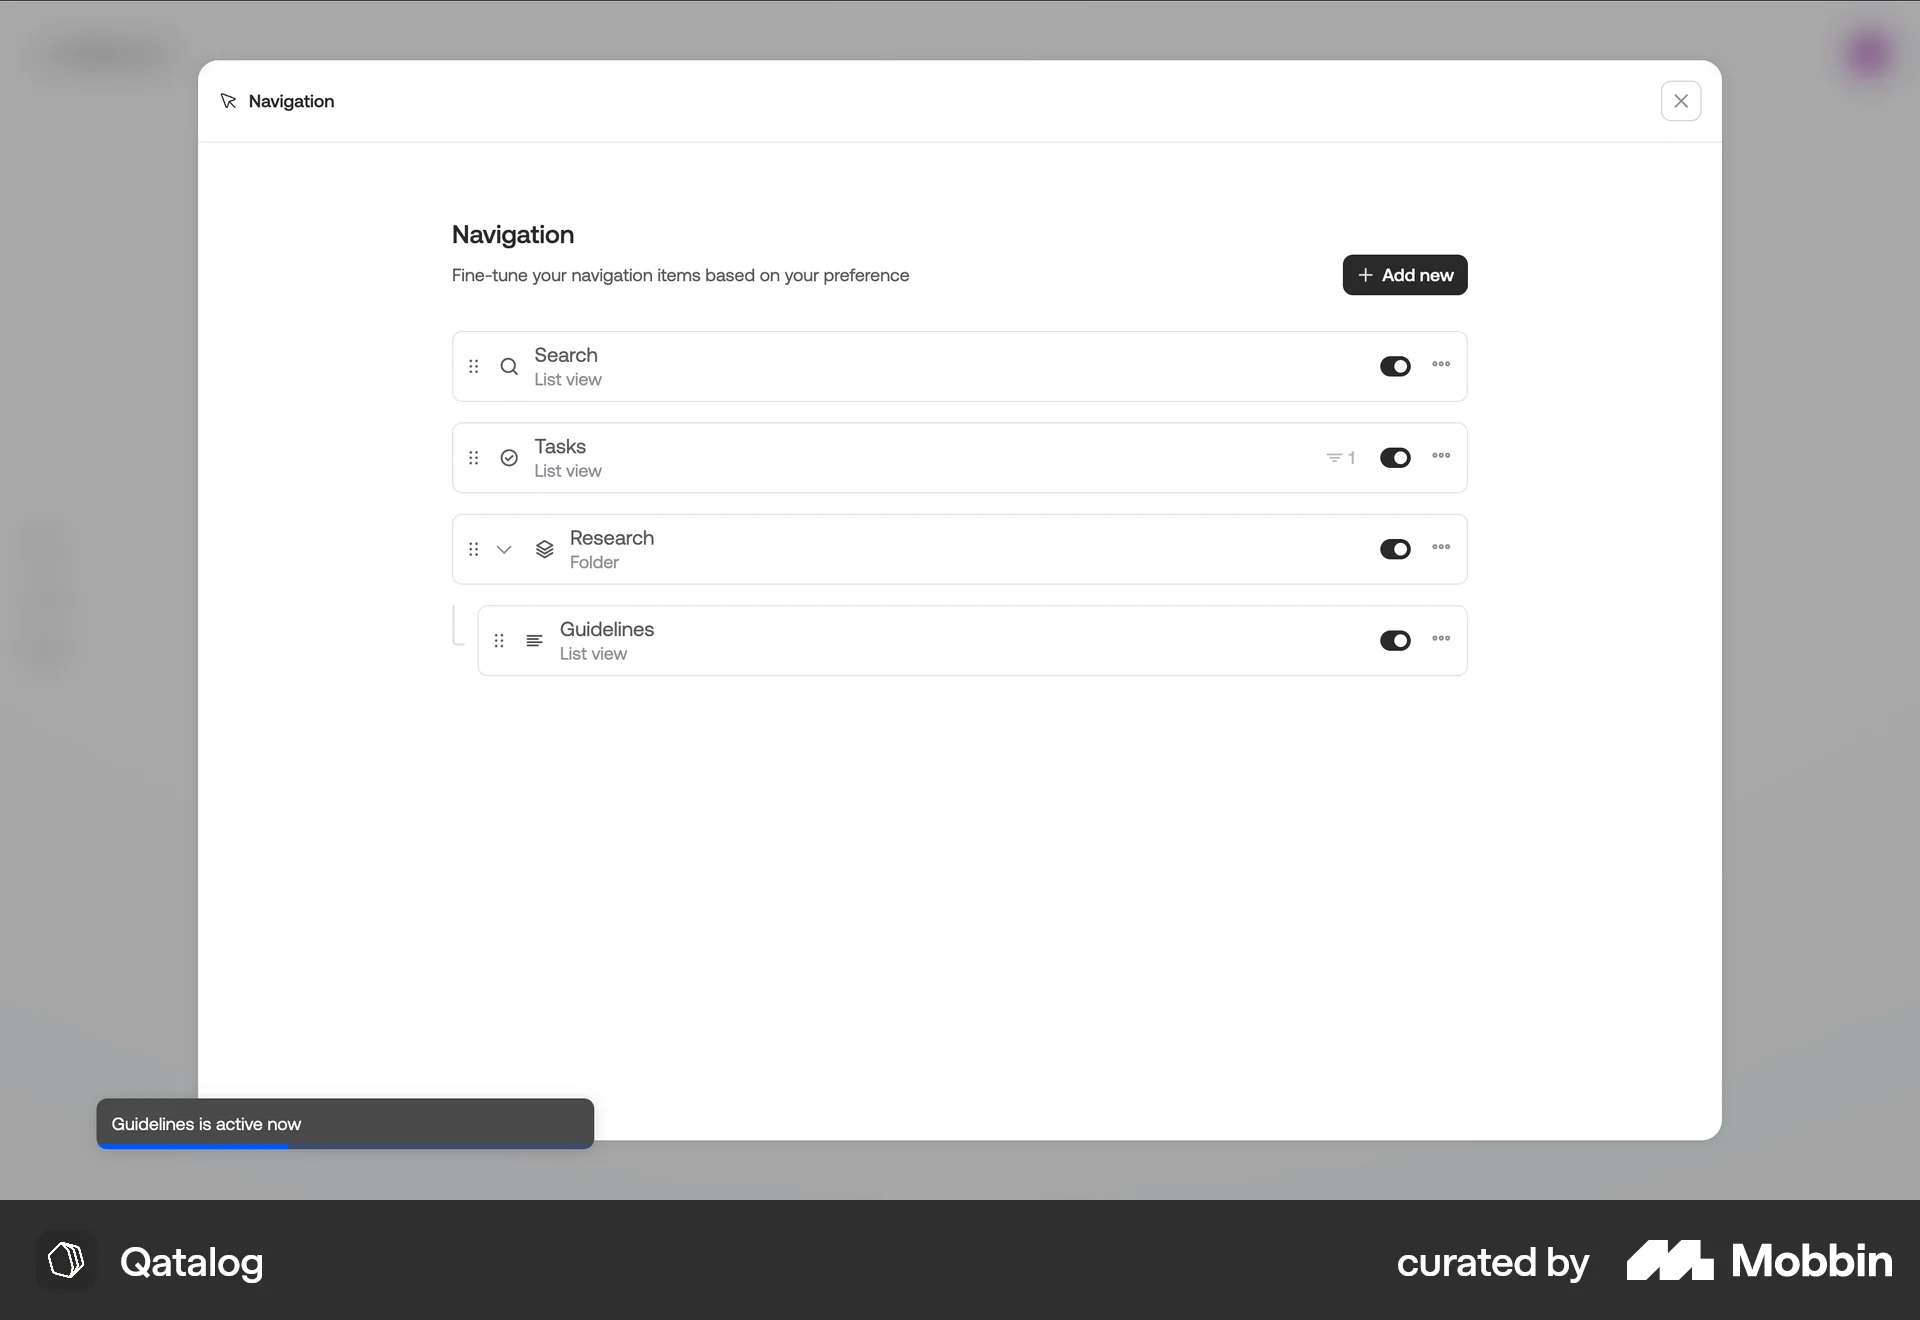 Navigation
Navigation
Fine-tune your navigation items based on your preference
Add new
Search
List view
Tasks
List view
1
Research
Folder
Guidelines
List view
Guidelines is active now
Qatalog
curated by
Mobbin